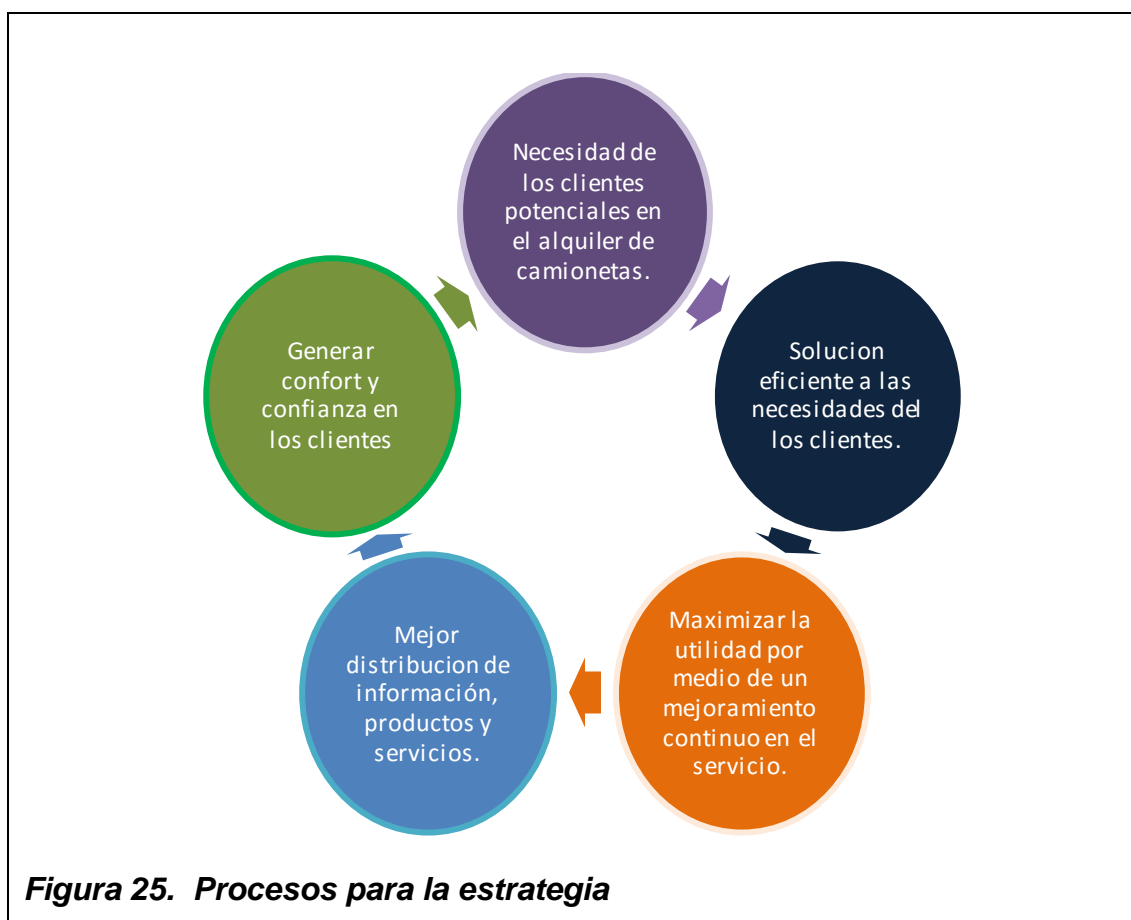 Necesidad de
los clientes
potenciales en
el alquiler de
camionetas.
Solucion
eficiente a las
necesidades del
los clientes.
Maximizar la
utilidad por
medio de un
mejoramiento
continuo en el
servicio.
Mejor
distribucion de
información,
productos y
servicios.
Generar
confort y
confianza en
los clientes
Figura 25. Procesos para la estrategia